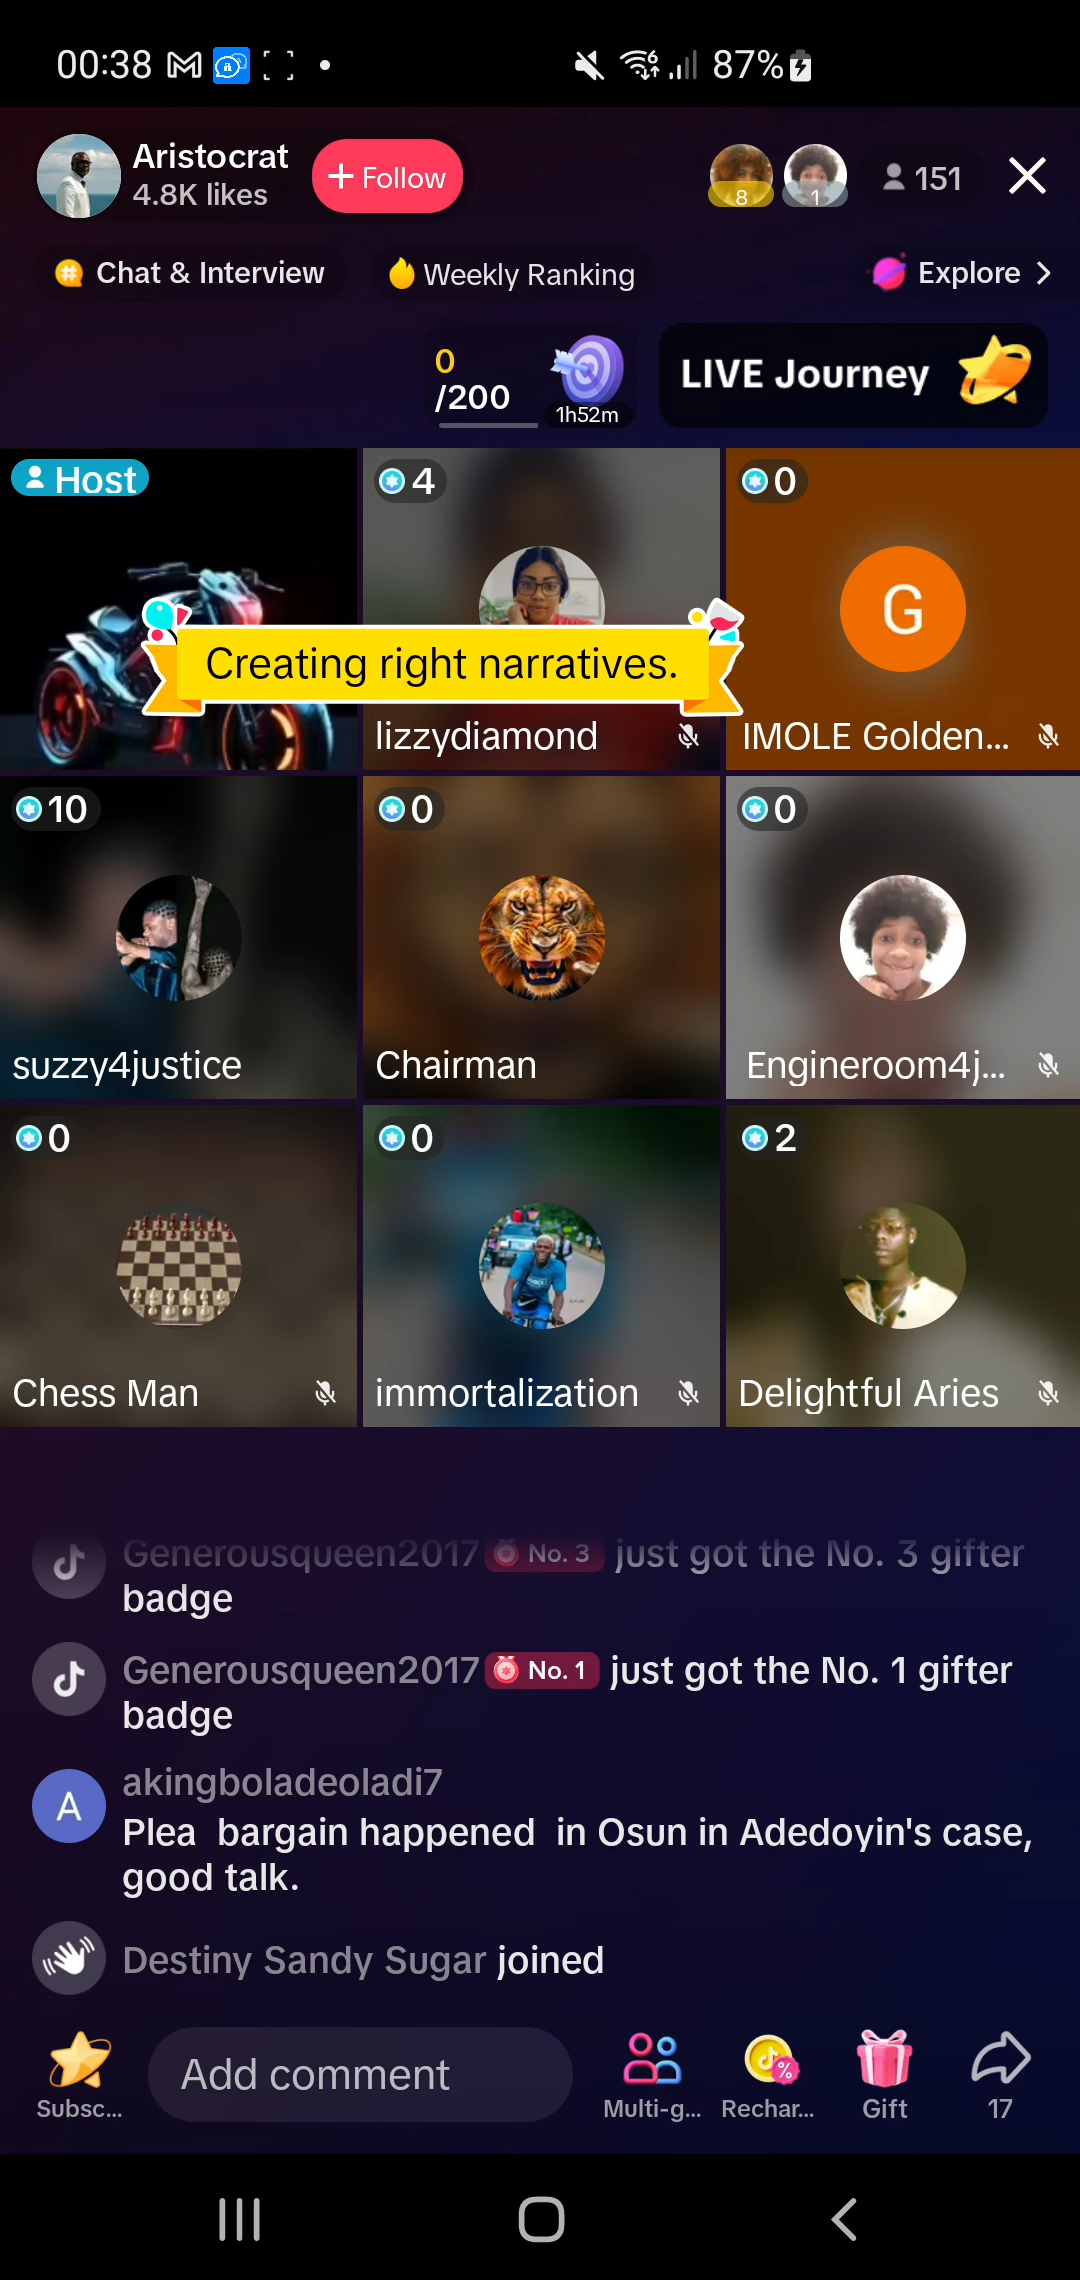 00:38
87%
Aristocrat
4.8K likes
+ Follow
8
1
151
Chat & Interview
Weekly Ranking
Explore
0
/200
1h52m
LIVE Journey
Host
4
0
G
Creating right narratives.
lizzydiamond
IMOLE Golden...
10
0
0
suzzy4justice
Chairman
Engineroom4j...
0
0
2
Chess Man
immortalization
Delightful Aries
Generousqueen2017 No. 3 just got the No. 3 gifter
badge
Generousqueen2017 No. 1 just got the No. 1 gifter
badge
A
akingboladeoladi7
Plea bargain happened in Osun in Adedoyin's case,
good talk.
Destiny Sandy Sugar joined
Add comment
Subsc...
Multi-g...
Rechar...
Gift
17